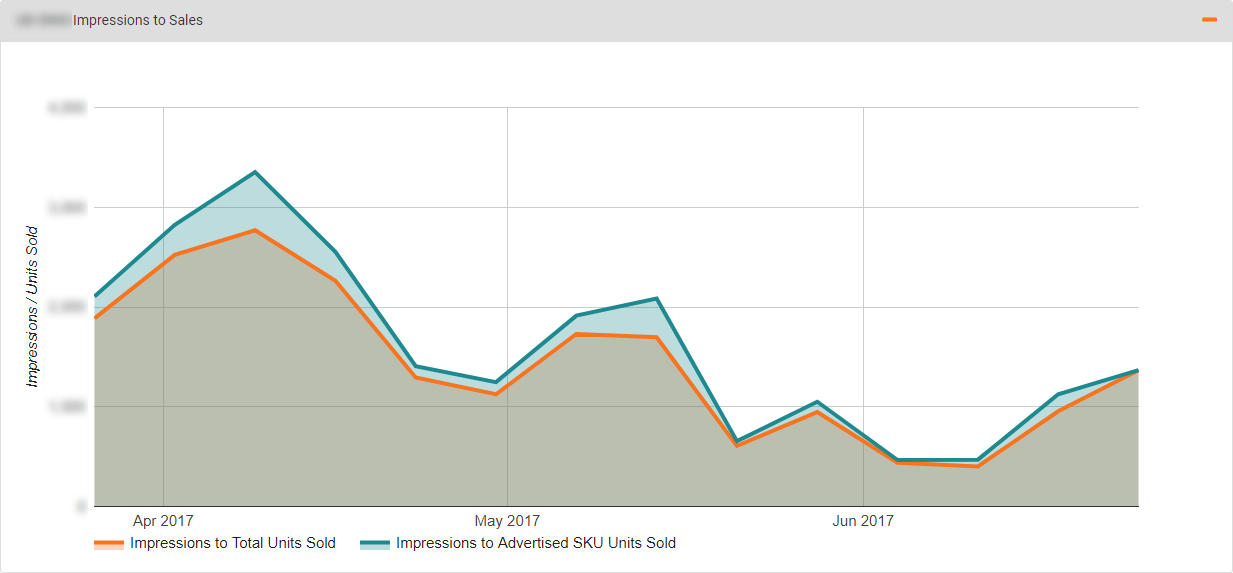 Impressions to Sales
Impressions / Units Sold
Apr 2017
May 2017
Jun 2017
Impressions to Total Units Sold
Impressions to Advertised SKU Units Sold